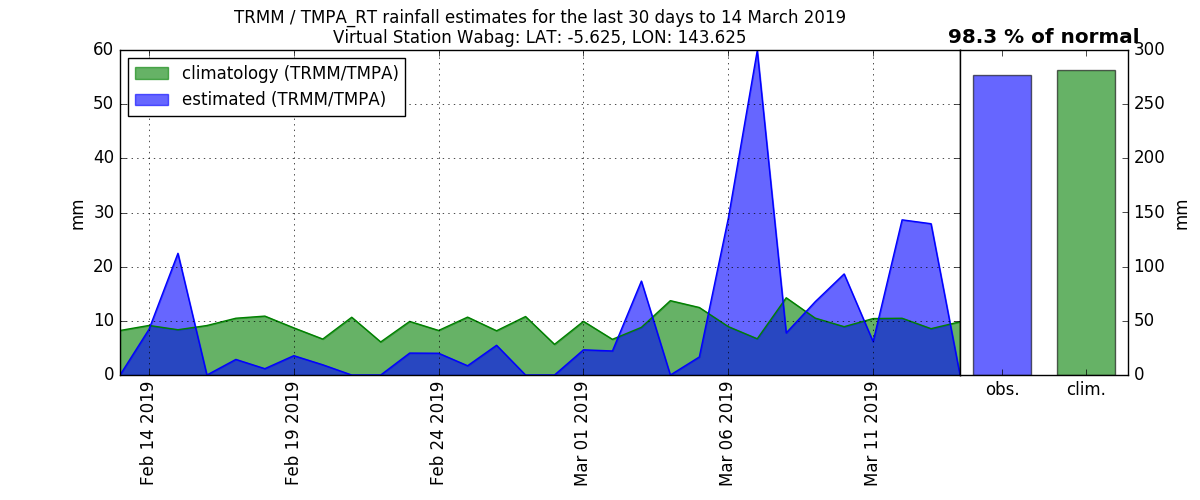 TRMM / TMPA_RT rainfall estimates for the last 30 days to 14 March 2019
Virtual Station Wabag: LAT: -5.625, LON: 143.625
98.3 % of normal
climatology (TRMM/TMPA)
estimated (TRMM/TMPA)
60
50
40
30
20
10
0
mm
300
250
200
150
100
50
0
mm
Feb 14 2019
Feb 19 2019
Feb 24 2019
Mar 01 2019
Mar 06 2019
Mar 11 2019
obs.
clim.